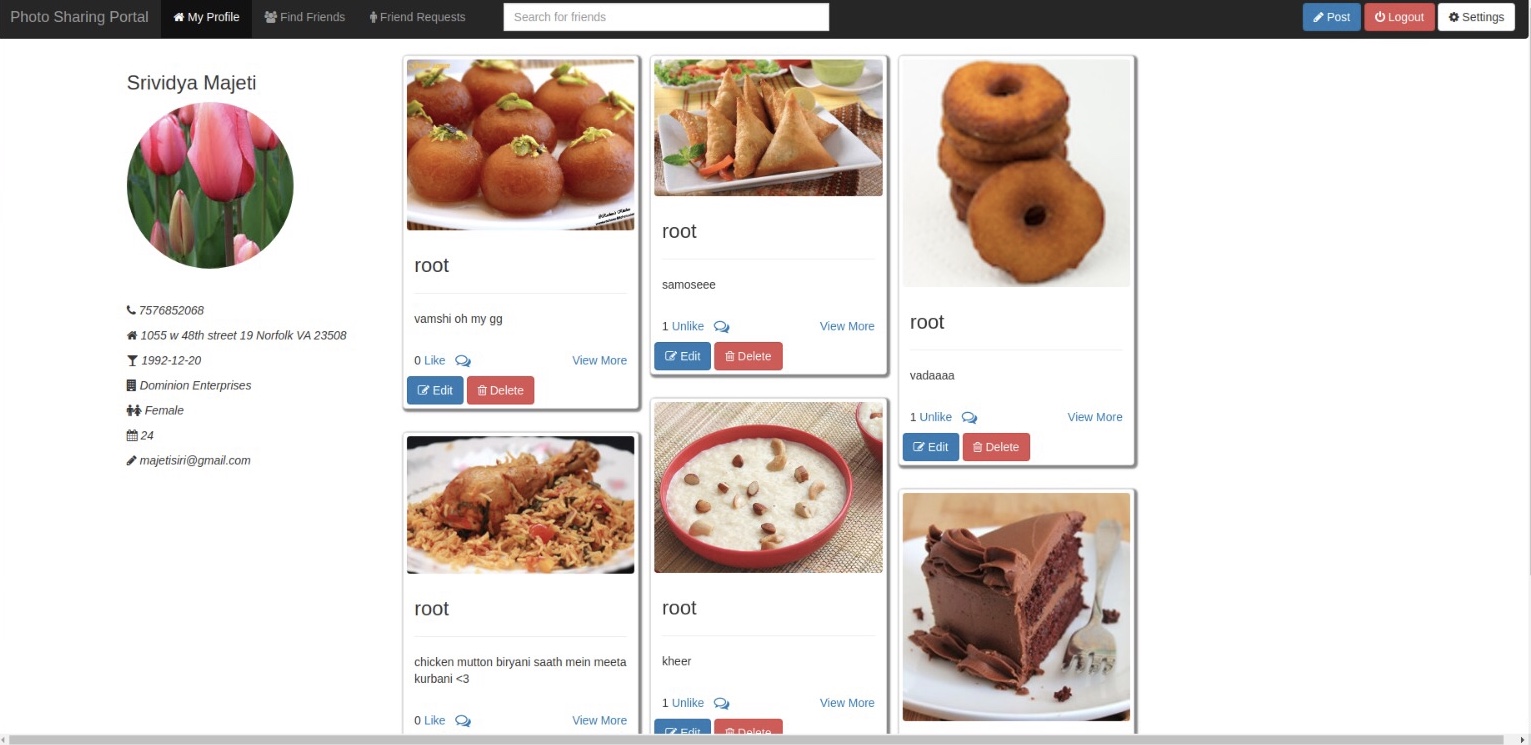 Photo Sharing Portal My Profile Find Friends Friend Requests Search for friends Post Logout Settings
Srividya Majeti
7576852068
1055 w 48th street 19 Norfolk VA 23508
1992-12-20
Dominion Enterprises
Female
24
majetisiri@gmail.com
root
vamshi oh my gg
0 Like View More
Edit Delete
root
chicken mutton biryani saath mein meeta
kurbani <3
0 Like View More
root
samoseee
1 Unlike View More
Edit Delete
root
kheer
1 Unlike View More
Edit Delete
root
vadaaaa
1 Unlike View More
Edit Delete